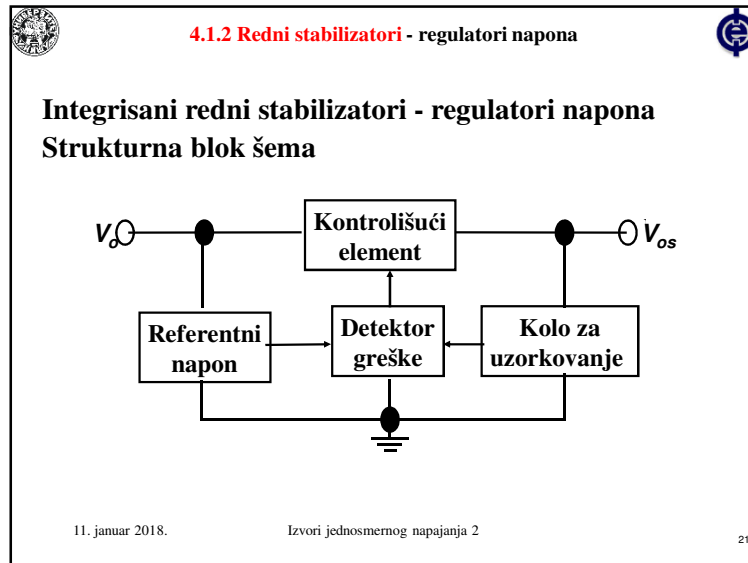 4.1.2 Redni stabilizatori - regulatori napona
Integrisani redni stabilizatori - regulatori napona
Strukturna blok šema
Vo
Kontrolišući
element
Vos
Referentni
napon
Detektor
greške
Kolo za
uzorkovanje
11. januar 2018.
Izvori jednosmernog napajanja 2
21